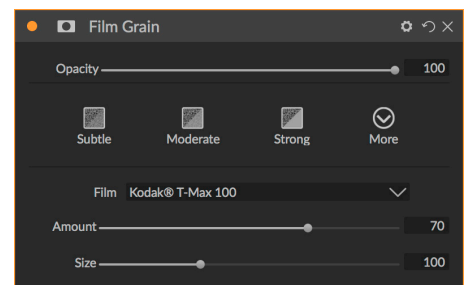 Film Grain
Opacity 100
Subtle Moderate Strong More
Film Kodak® T-Max 100
Amount 70
Size 100